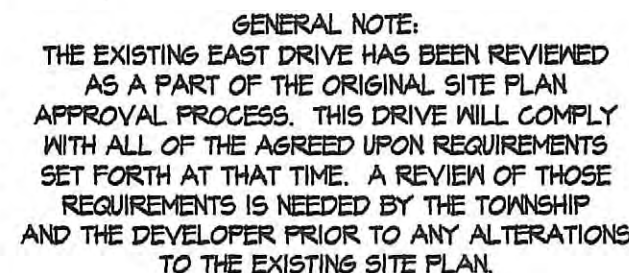 GENERAL NOTE:
THE EXISTING EAST DRIVE HAS BEEN REVIEWED
AS A PART OF THE ORIGINAL SITE PLAN
APPROVAL PROCESS. THIS DRIVE WILL COMPLY
WITH ALL OF THE AGREED UPON REQUIREMENTS
SET FORTH AT THAT TIME. A REVIEW OF THOSE
REQUIREMENTS IS NEEDED BY THE TOWNSHIP
AND THE DEVELOPER PRIOR TO ANY ALTERATIONS
TO THE EXISTING SITE PLAN.